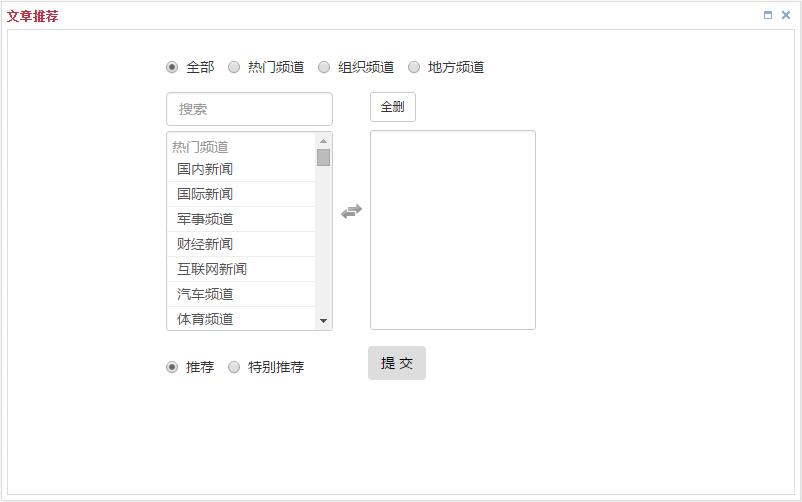 文章推荐
全部 热门频道 组织频道 地方频道
搜索 全删
热门频道
国内新闻
国际新闻
军事频道
财经新闻
互联网新闻
汽车频道
体育频道
推荐 特别推荐 提 交